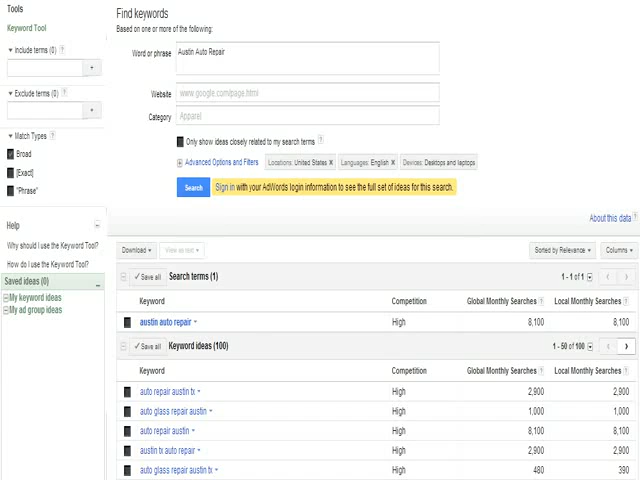 Tools
Keyword Tool
Include terms (0) ?
+
Exclude terms (0) ?
+
Match Types ?
Broad
[Exact]
"Phrase"
Help
Why should I use the Keyword Tool?
How do I use the Keyword Tool?
Saved ideas (0)
My keyword ideas
My ad group ideas
Find keywords
Based on one or more of the following:
Word or phrase Austin Auto Repair
Website www.google.com/page.html
Category Apparel
Only show ideas closely related to my search terms ?
Advanced Options and Filters Locations: United States x Languages: English x Devices: Desktops and laptops
Search Sign in with your AdWords login information to see the full set of ideas for this search.
About this data ?
Download View as text Sorted by Relevance Columns
Save all Search terms (1) 1 - 1 of 1
Keyword Competition Global Monthly Searches ? Local Monthly Searches ?
austin auto repair High 8,100 8,100
Save all Keyword ideas (100) 1 - 50 of 100
Keyword Competition Global Monthly Searches ? Local Monthly Searches ?
auto repair austin tx High 2,900 2,900
auto glass repair austin High 1,000 1,000
auto repair austin High 8,100 8,100
austin tx auto repair High 2,900 2,900
auto glass repair austin tx High 480 390